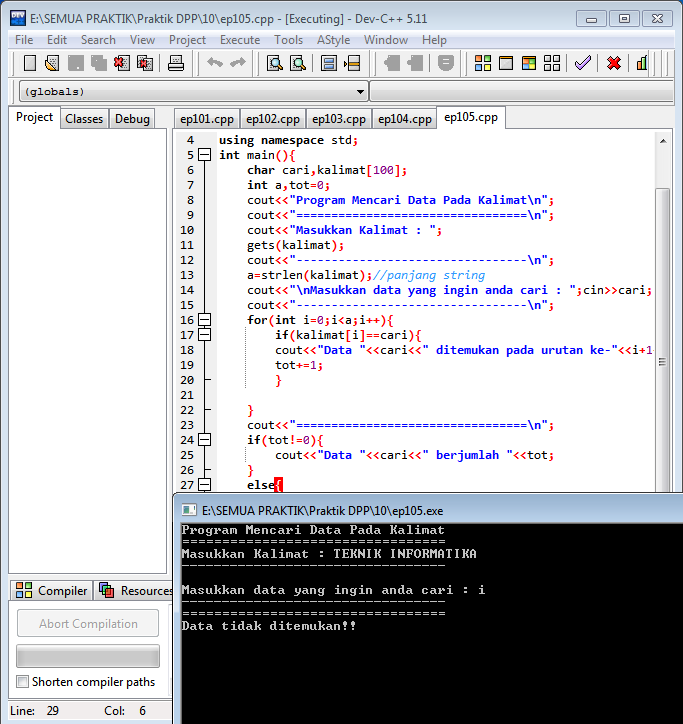 E:\SEMUA PRAKTIK\Praktik DPP\10\ep105.cpp - [Executing] - Dev-C++ 5.11
File Edit Search View Project Execute Tools AStyle Window Help
(globals)
Project Classes Debug
ep101.cpp ep102.cpp ep103.cpp ep104.cpp ep105.cpp
4 using namespace std;
5 int main(){
6 char cari,kalimat[100];
7 int a,tot=0;
8 cout<<"Program Mencari Data Pada Kalimat\n";
9 cout<<"=================================\n";
10 cout<<"Masukkan Kalimat : ";
11 gets(kalimat);
12 cout<<"---------------------------------\n";
13 a=strlen(kalimat);//panjang string
14 cout<<"\nMasukkan data yang ingin anda cari : ";cin>>cari;
15 cout<<"---------------------------------\n";
16 for(int i=0;i<a;i++){
17 if(kalimat[i]==cari){
18 cout<<"Data "<<cari<<" ditemukan pada urutan ke-"<<i+1
19 tot+=1;
20 }
21
22 }
23 cout<<"=================================\n";
24 if(tot!=0){
25 cout<<"Data "<<cari<<" berjumlah "<<tot;
26 }
27 else{
E:\SEMUA PRAKTIK\Praktik DPP\10\ep105.exe
Program Mencari Data Pada Kalimat
=================================
Masukkan Kalimat : TEKNIK INFORMATIKA
---------------------------------
Masukkan data yang ingin anda cari : i
---------------------------------
=================================
Data tidak ditemukan!!
Compiler Resources
Abort Compilation
Shorten compiler paths
Line: 29 Col: 6